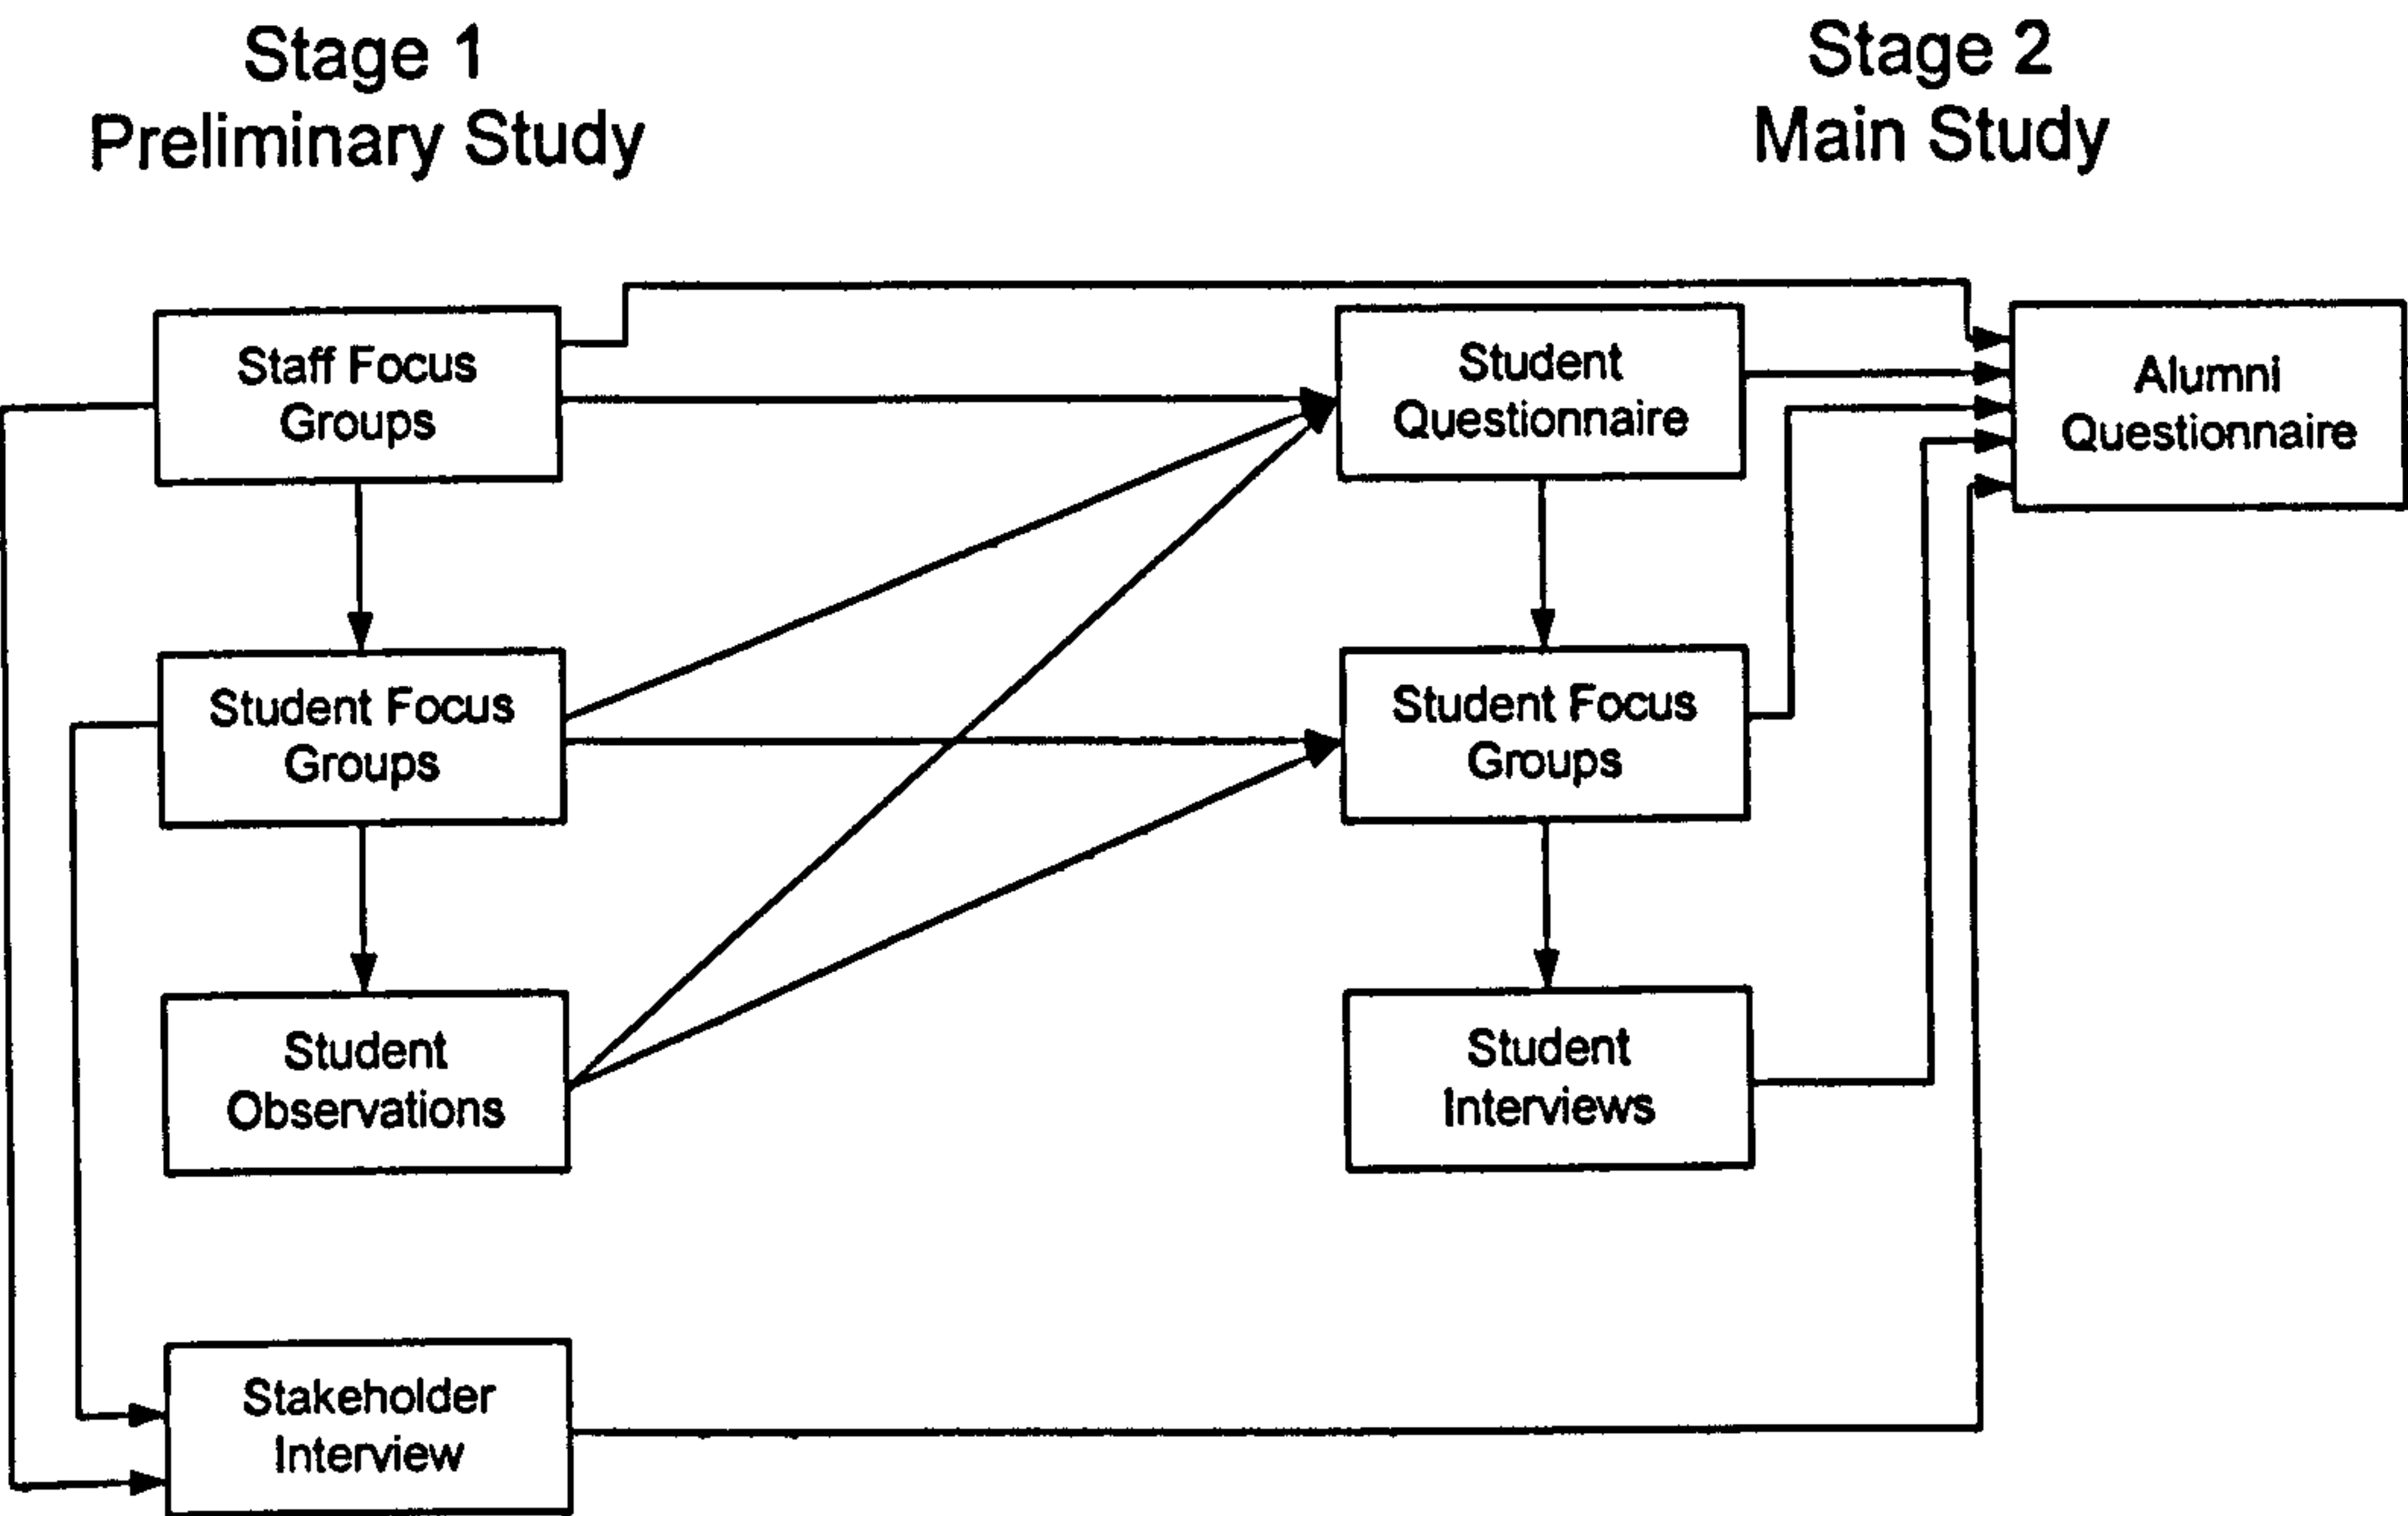 Stage 1
Preliminary Study
Stage 2
Main Study
Staff Focus
Groups
Student
Questionnaire
Alumni
Questionnaire
Student Focus
Groups
Student Focus
Groups
Student
Observations
Student
Interviews
Stakeholder
Interview